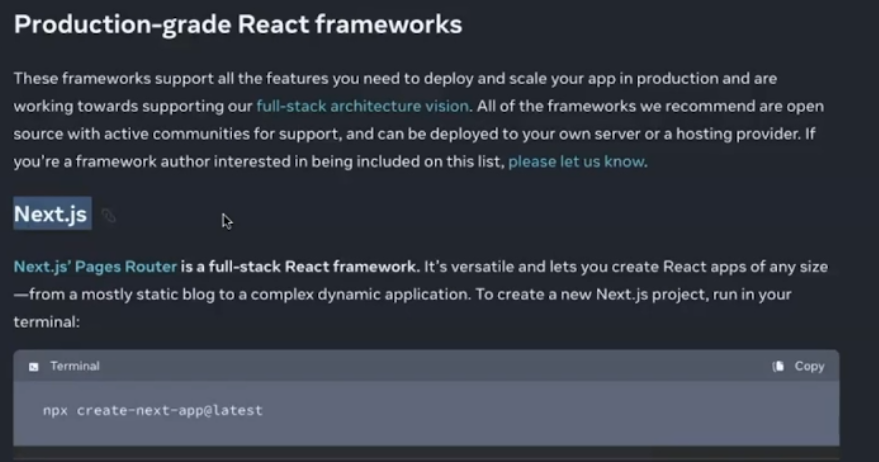 Production-grade React frameworks
These frameworks support all the features you need to deploy and scale your app in production and are
working towards supporting our full-stack architecture vision. All of the frameworks we recommend are open
source with active communities for support, and can be deployed to your own server or a hosting provider. If
you're a framework author interested in being included on this list, please let us know.
Next.js
Next.js' Pages Router is a full-stack React framework. It's versatile and lets you create React apps of any size
—from a mostly static blog to a complex dynamic application. To create a new Next.js project, run in your
terminal:
Terminal Copy
npx create-next-app@latest